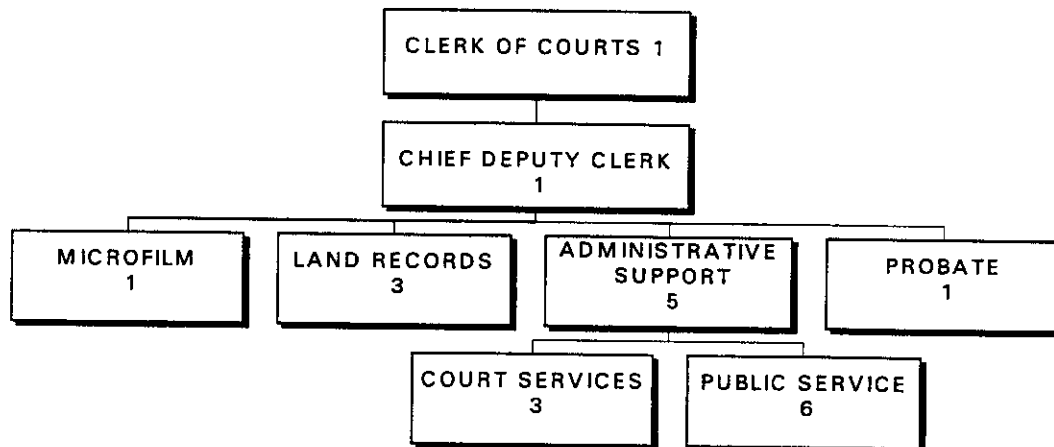 CLERK OF COURTS 1
CHIEF DEPUTY CLERK
1
MICROFILM
1
LAND RECORDS
3
ADMINISTRATIVE
SUPPORT
5
PROBATE
1
COURT SERVICES
3
PUBLIC SERVICE
6